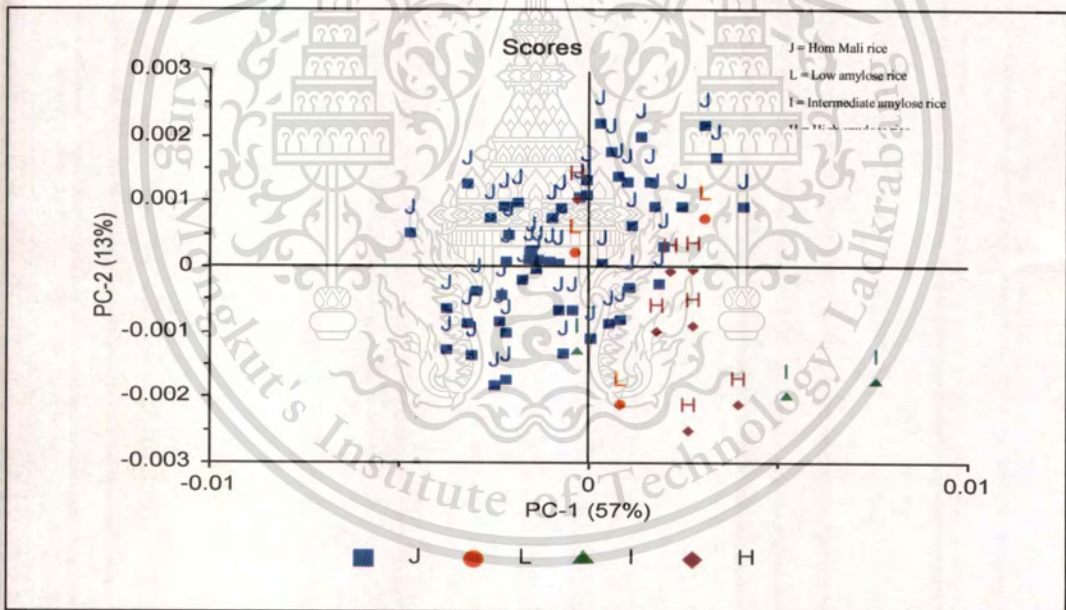 Scores
J = Hom Mali rice
L = Low amylose rice
I = Intermediate amylose rice
0.003
0.002
0.001
0
-0.001
-0.002
-0.003
PC-2 (13%)
-0.01
0
0.01
PC-1 (57%)
J L I H
King Mongkut's Institute of Technology Ladkrabang